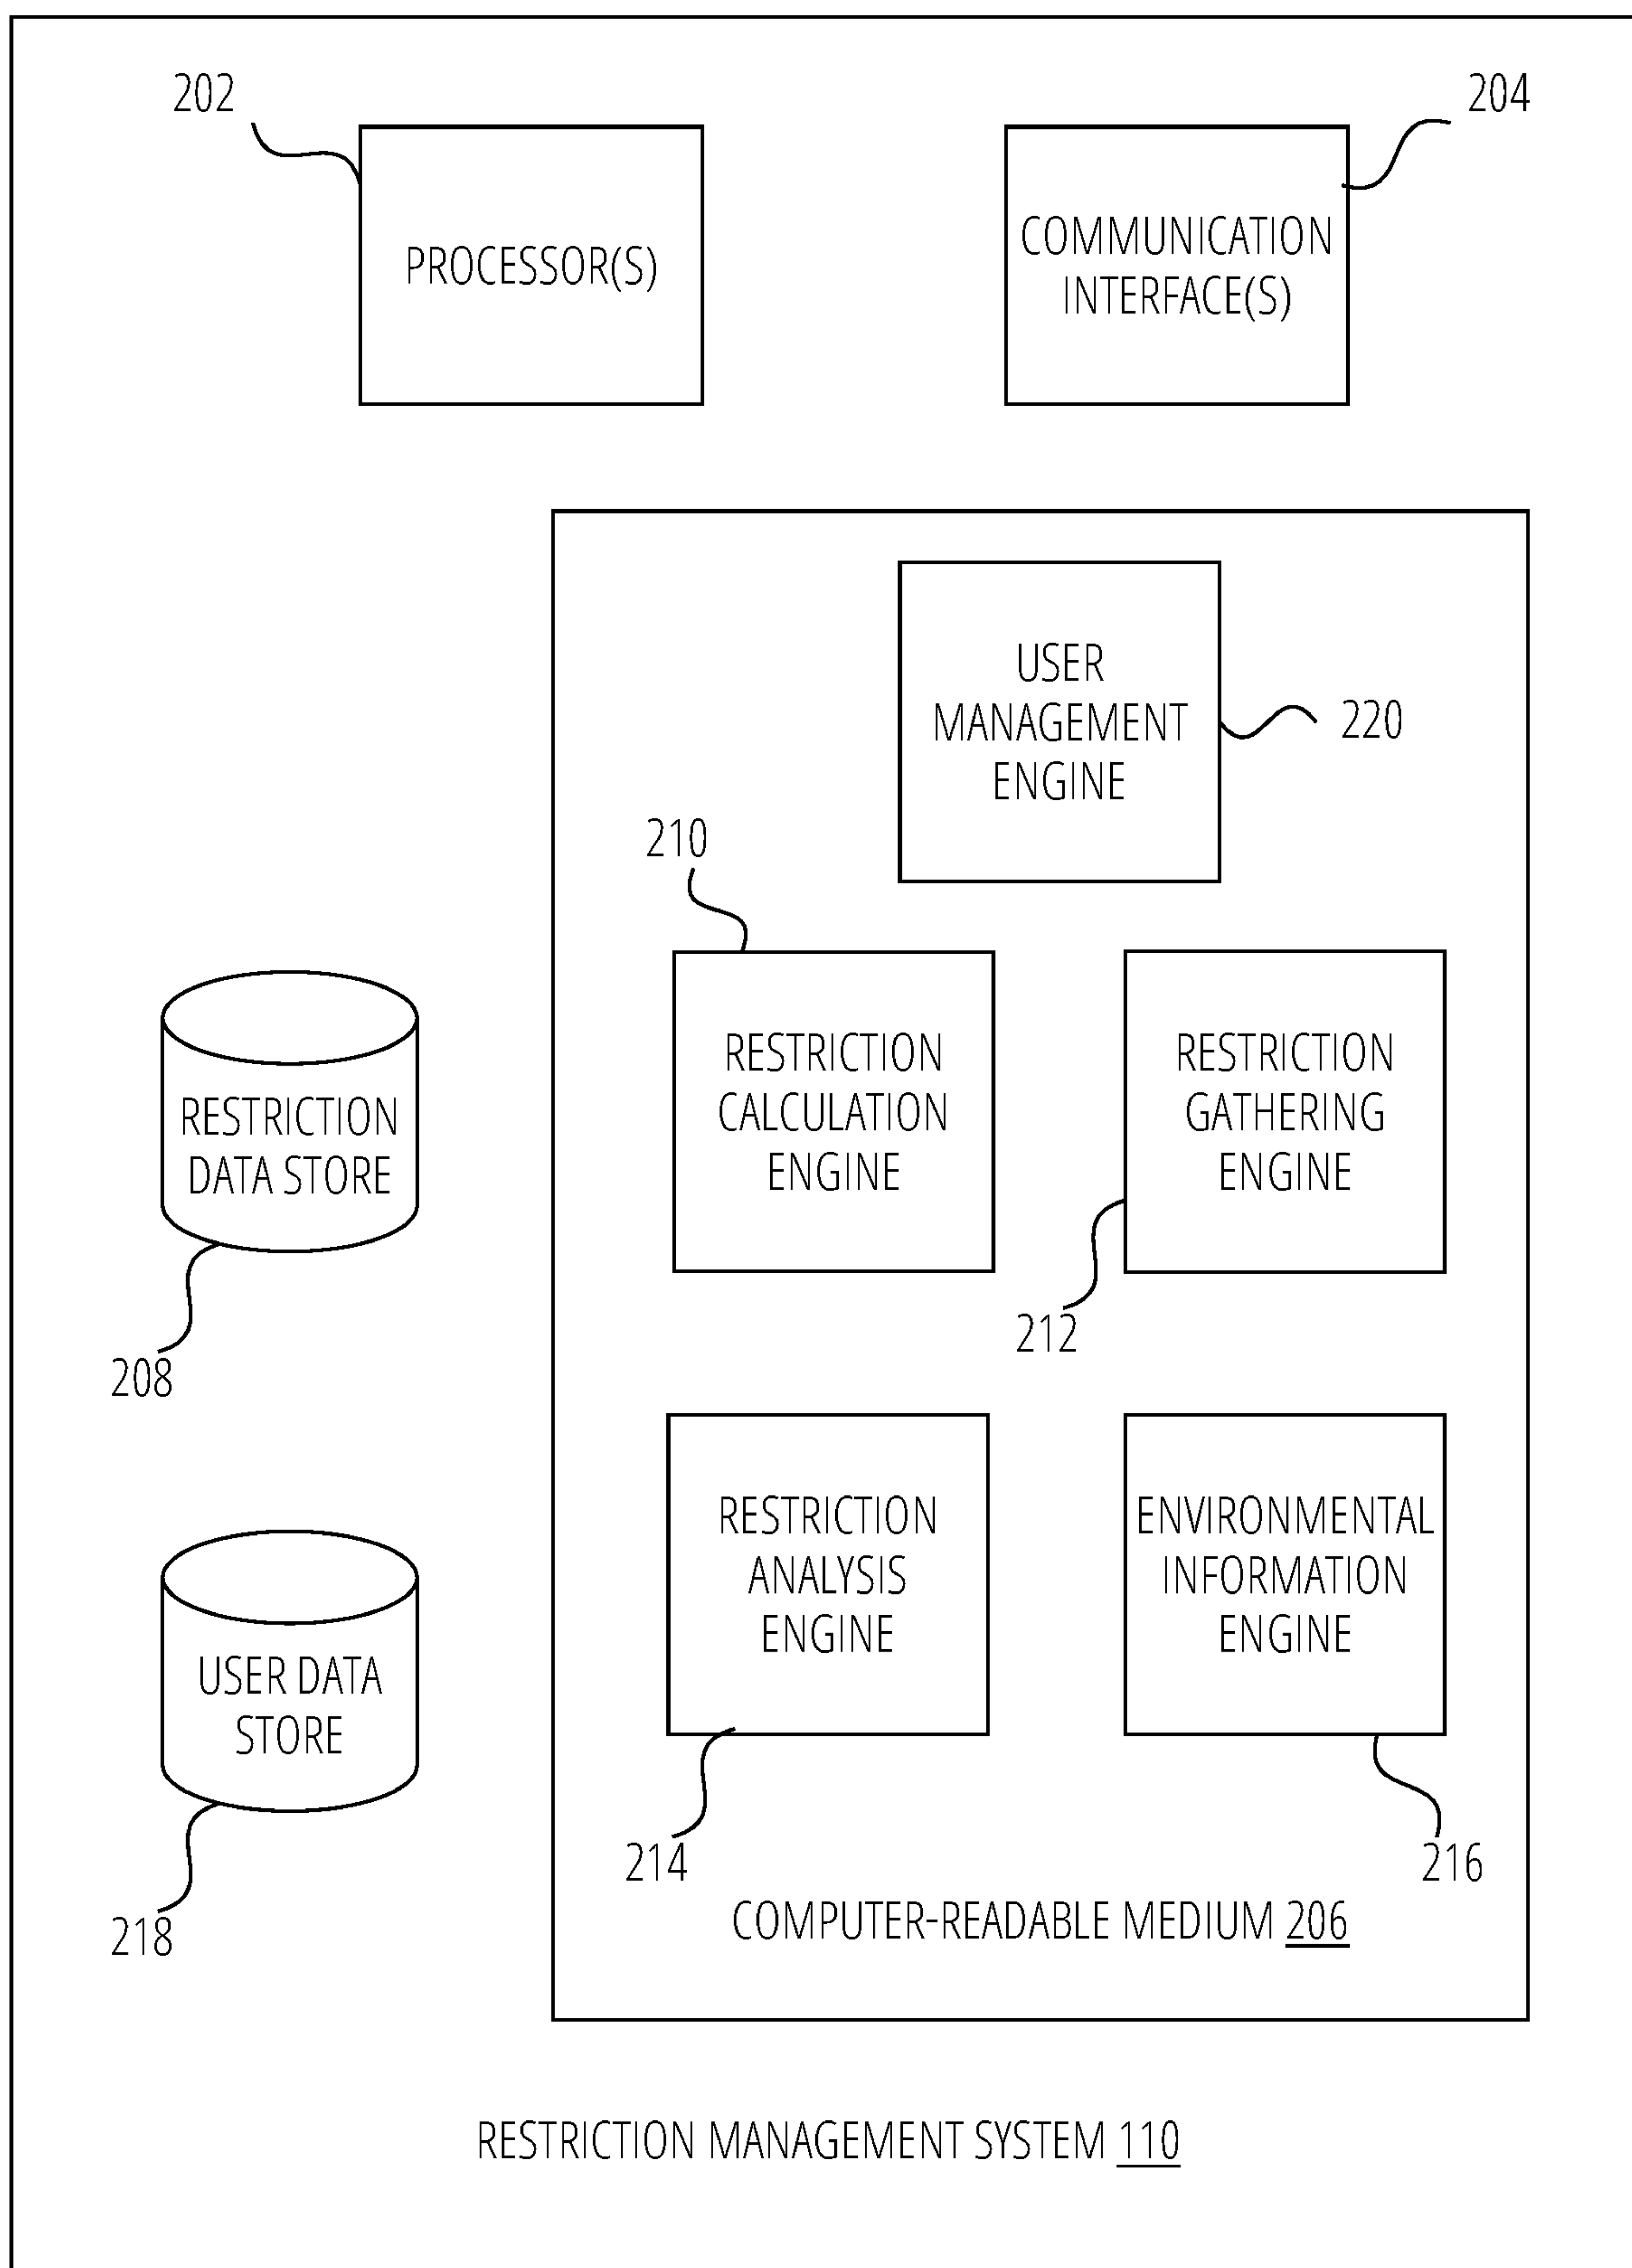 202
204
PROCESSOR(S)
COMMUNICATION
INTERFACE(S)
USER
MANAGEMENT
ENGINE
220
210
RESTRICTION
CALCULATION
ENGINE
RESTRICTION
GATHERING
ENGINE
212
RESTRICTION
DATA STORE
208
RESTRICTION
ANALYSIS
ENGINE
214
ENVIRONMENTAL
INFORMATION
ENGINE
216
USER DATA
STORE
218
COMPUTER-READABLE MEDIUM 206
RESTRICTION MANAGEMENT SYSTEM 110